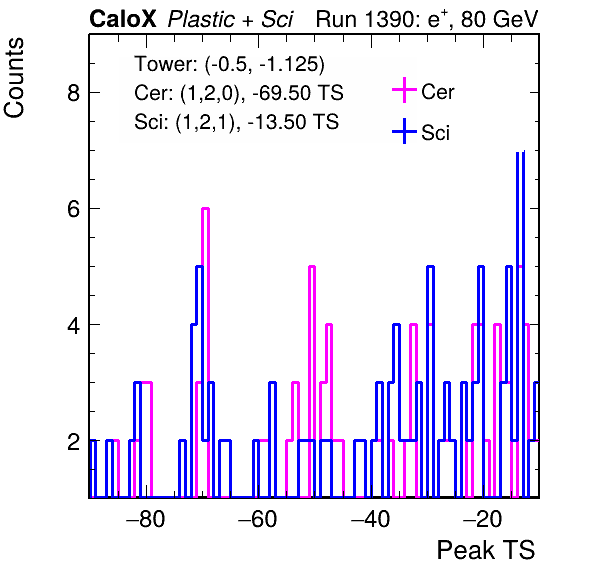 CaloX Plastic + Sci Run 1390: e⁺, 80 GeV
Counts
Tower: (-0.5, -1.125)
Cer: (1,2,0), -69.50 TS
Sci: (1,2,1), -13.50 TS
Cer
Sci
8
6
4
2
−80 −60 −40 −20
Peak TS